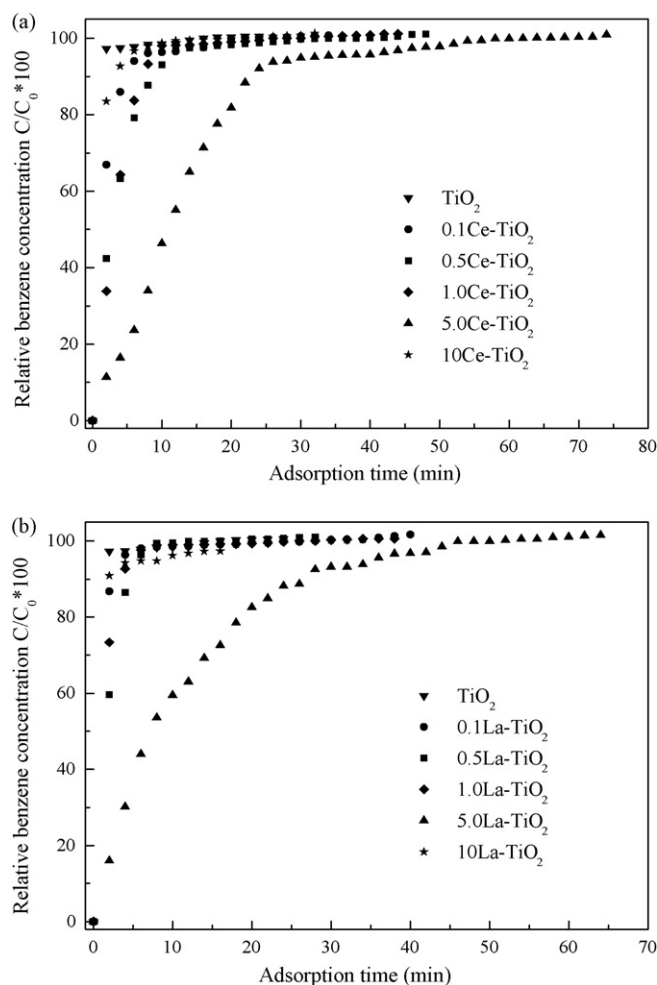 (a)
Relative benzene concentration C/C₀*100
100
80
60
40
20
0
TiO₂
0.1Ce-TiO₂
0.5Ce-TiO₂
1.0Ce-TiO₂
5.0Ce-TiO₂
10Ce-TiO₂
0 10 20 30 40 50 60 70 80
Adsorption time (min)
(b)
Relative benzene concentration C/C₀*100
100
80
60
40
20
0
TiO₂
0.1La-TiO₂
0.5La-TiO₂
1.0La-TiO₂
5.0La-TiO₂
10La-TiO₂
0 10 20 30 40 50 60 70
Adsorption time (min)